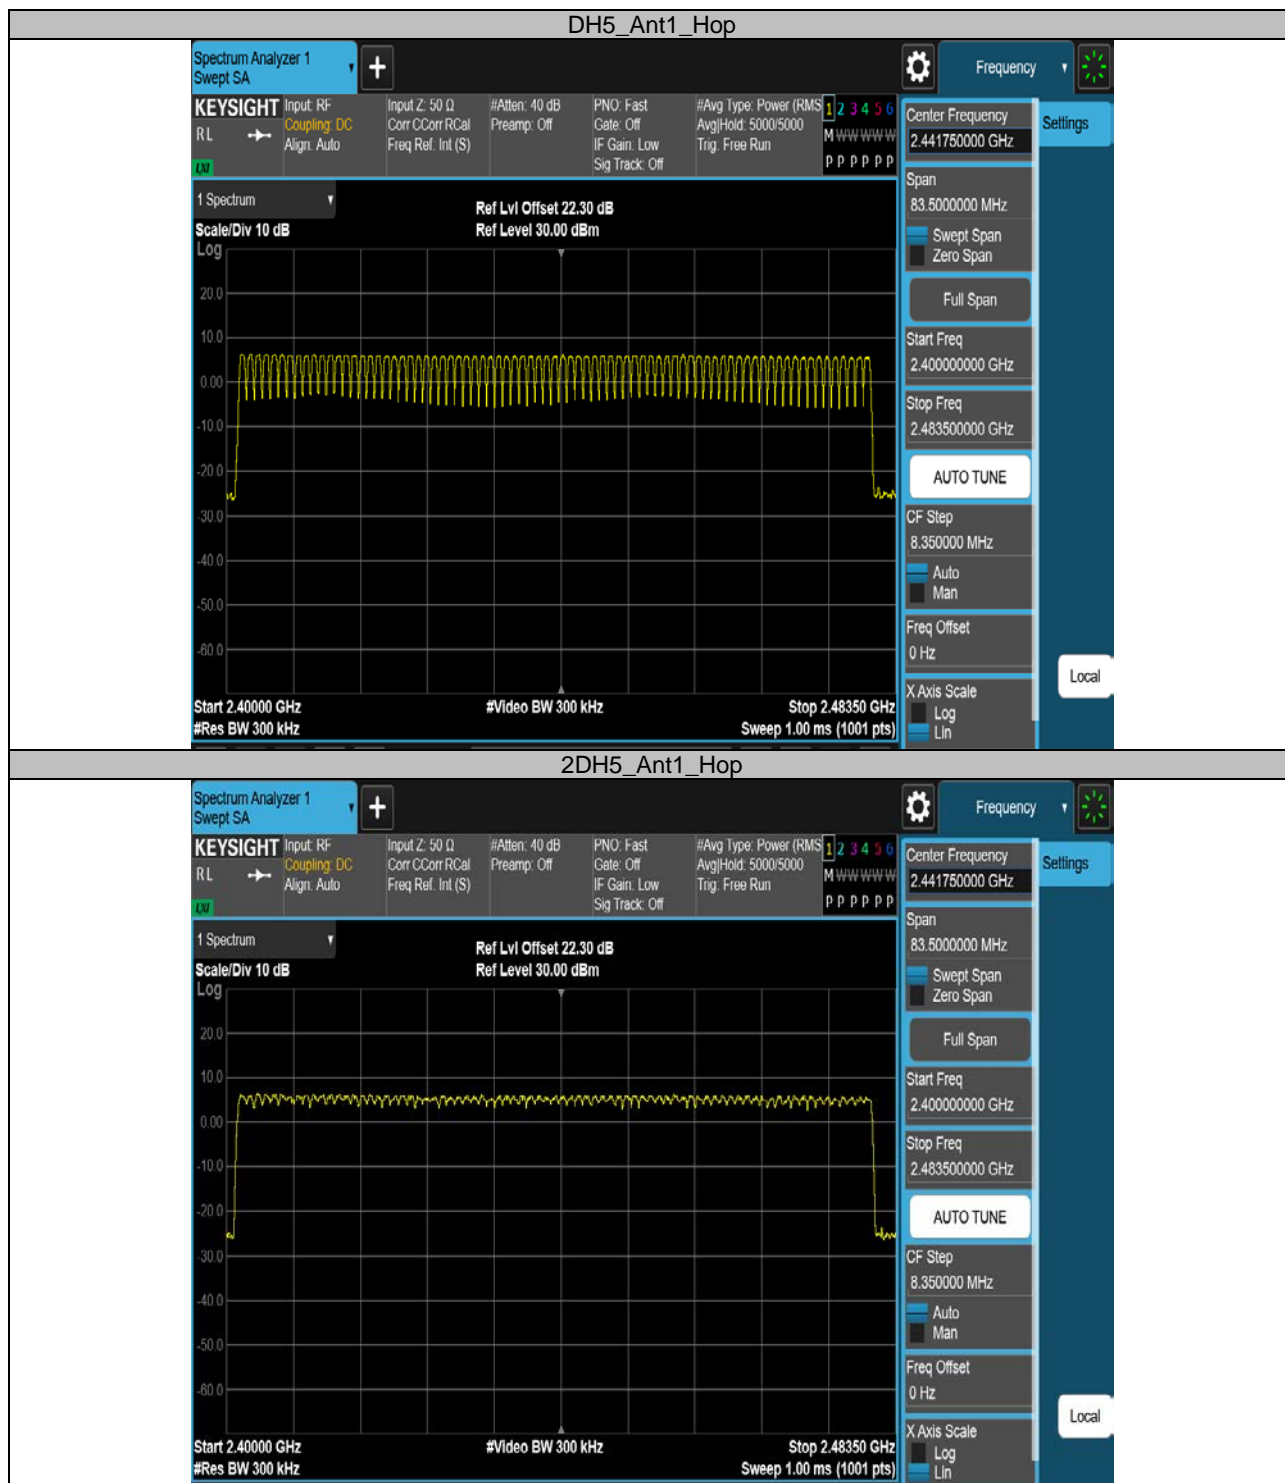 DH5_Ant1_Hop
Spectrum Analyzer 1
Swept SA
+
Frequency
KEYSIGHT
RL
LXI
Input: RF
Coupling: DC
Align: Auto
Input Z: 50 Ω
Corr CCorr RCal
Freq Ref: Int (S)
#Atten: 40 dB
Preamp: Off
PNO: Fast
Gate: Off
IF Gain: Low
Sig Track: Off
#Avg Type: Power (RMS
Avg|Hold: 5000/5000
Trig: Free Run
1 2 3 4 5 6
M W W W W W
P P P P P P
1 Spectrum
Scale/Div 10 dB
Ref Lvl Offset 22.30 dB
Ref Level 30.00 dBm
Log
20.0
10.0
0.00
-10.0
-20.0
-30.0
-40.0
-50.0
-60.0
Start 2.40000 GHz
#Res BW 300 kHz
#Video BW 300 kHz
Stop 2.48350 GHz
Sweep 1.00 ms (1001 pts)
Center Frequency
2.441750000 GHz
Span
83.5000000 MHz
Swept Span
Zero Span
Full Span
Start Freq
2.400000000 GHz
Stop Freq
2.483500000 GHz
AUTO TUNE
CF Step
8.350000 MHz
Auto
Man
Freq Offset
0 Hz
X Axis Scale
Log
Lin
Settings
Local
2DH5_Ant1_Hop
Spectrum Analyzer 1
Swept SA
+
Frequency
KEYSIGHT
RL
LXI
Input: RF
Coupling: DC
Align: Auto
Input Z: 50 Ω
Corr CCorr RCal
Freq Ref: Int (S)
#Atten: 40 dB
Preamp: Off
PNO: Fast
Gate: Off
IF Gain: Low
Sig Track: Off
#Avg Type: Power (RMS
Avg|Hold: 5000/5000
Trig: Free Run
1 2 3 4 5 6
M W W W W W
P P P P P P
1 Spectrum
Scale/Div 10 dB
Ref Lvl Offset 22.30 dB
Ref Level 30.00 dBm
Log
20.0
10.0
0.00
-10.0
-20.0
-30.0
-40.0
-50.0
-60.0
Start 2.40000 GHz
#Res BW 300 kHz
#Video BW 300 kHz
Stop 2.48350 GHz
Sweep 1.00 ms (1001 pts)
Center Frequency
2.441750000 GHz
Span
83.5000000 MHz
Swept Span
Zero Span
Full Span
Start Freq
2.400000000 GHz
Stop Freq
2.483500000 GHz
AUTO TUNE
CF Step
8.350000 MHz
Auto
Man
Freq Offset
0 Hz
X Axis Scale
Log
Lin
Settings
Local